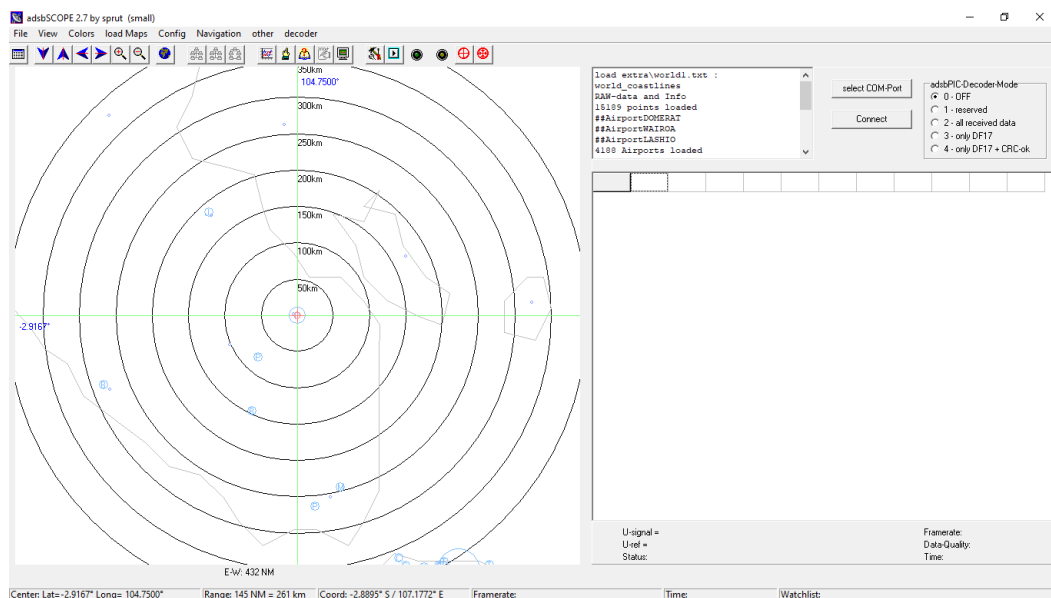 adsbSCOPE 2.7 by sprut (small)
File View Colors load Maps Config Navigation other decoder
350km
104.7500°
300km
250km
200km
150km
100km
50km
-2.9167°
E-W: 432 NM
load extra\worldl.txt :
world_coastlines
RAW-data and Info
15189 points loaded
##AirportDOMERAT
##AirportWAIROA
##AirportLASHIO
4188 Airports loaded
select COM-Port
Connect
adsbPIC-Decoder-Mode
0 - OFF
1 - reserved
2 - all received data
3 - only DF17
4 - only DF17 + CRC-ok
U-signal = Framerate:
U-ref = Data-Quality:
Status: Time:
Center: Lat=-2.9167° Long= 104.7500° Range: 145 NM = 261 km Coord: -2.8895° S / 107.1772° E Framerate: Time: Watchlist: